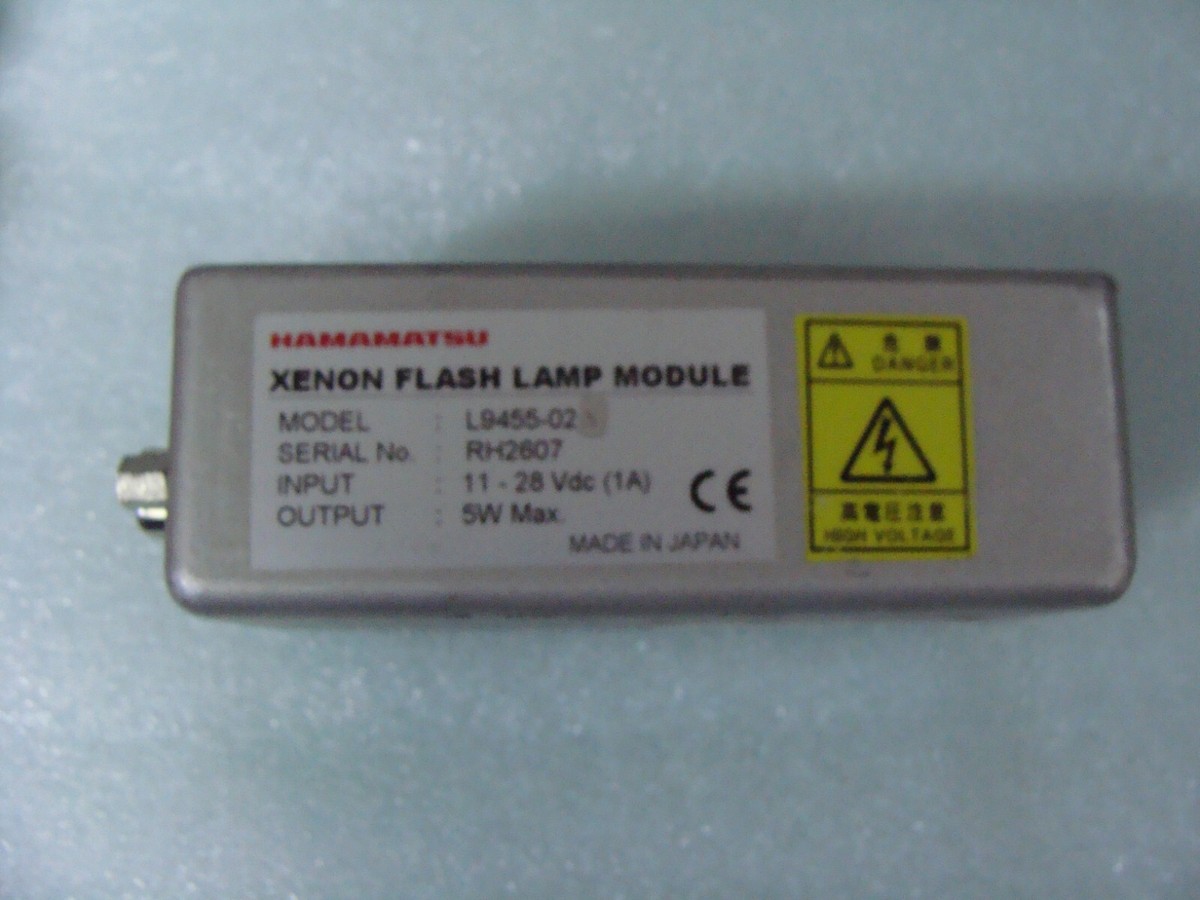 HAMAMATSU
XENON FLASH LAMP MODULE
MODEL : L9455-02
SERIAL No. : RH2607
INPUT : 11 - 28 Vdc (1A)
OUTPUT : 5W Max.
CE
MADE IN JAPAN
危険
DANGER
高電圧注意
HIGH VOLTAGE